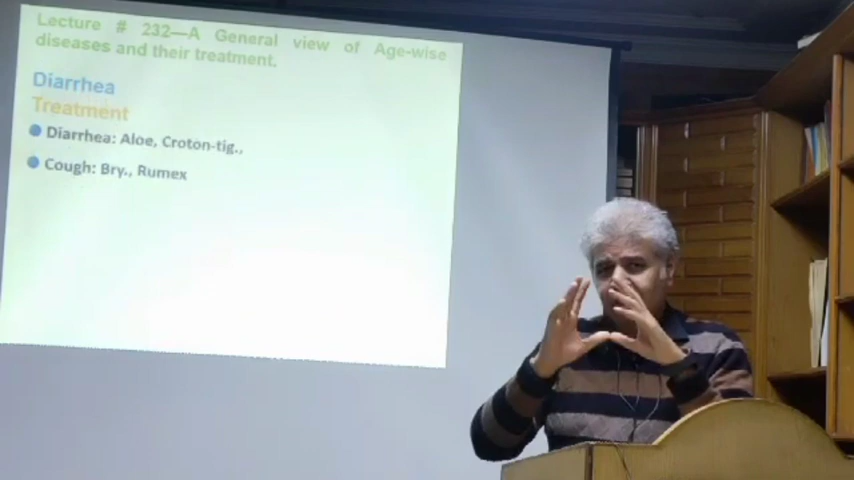 Lecture # 232—A General view of Age-wise
diseases and their treatment.
Diarrhea
Treatment
Diarrhea: Aloe, Croton-tig.,
Cough: Bry., Rumex